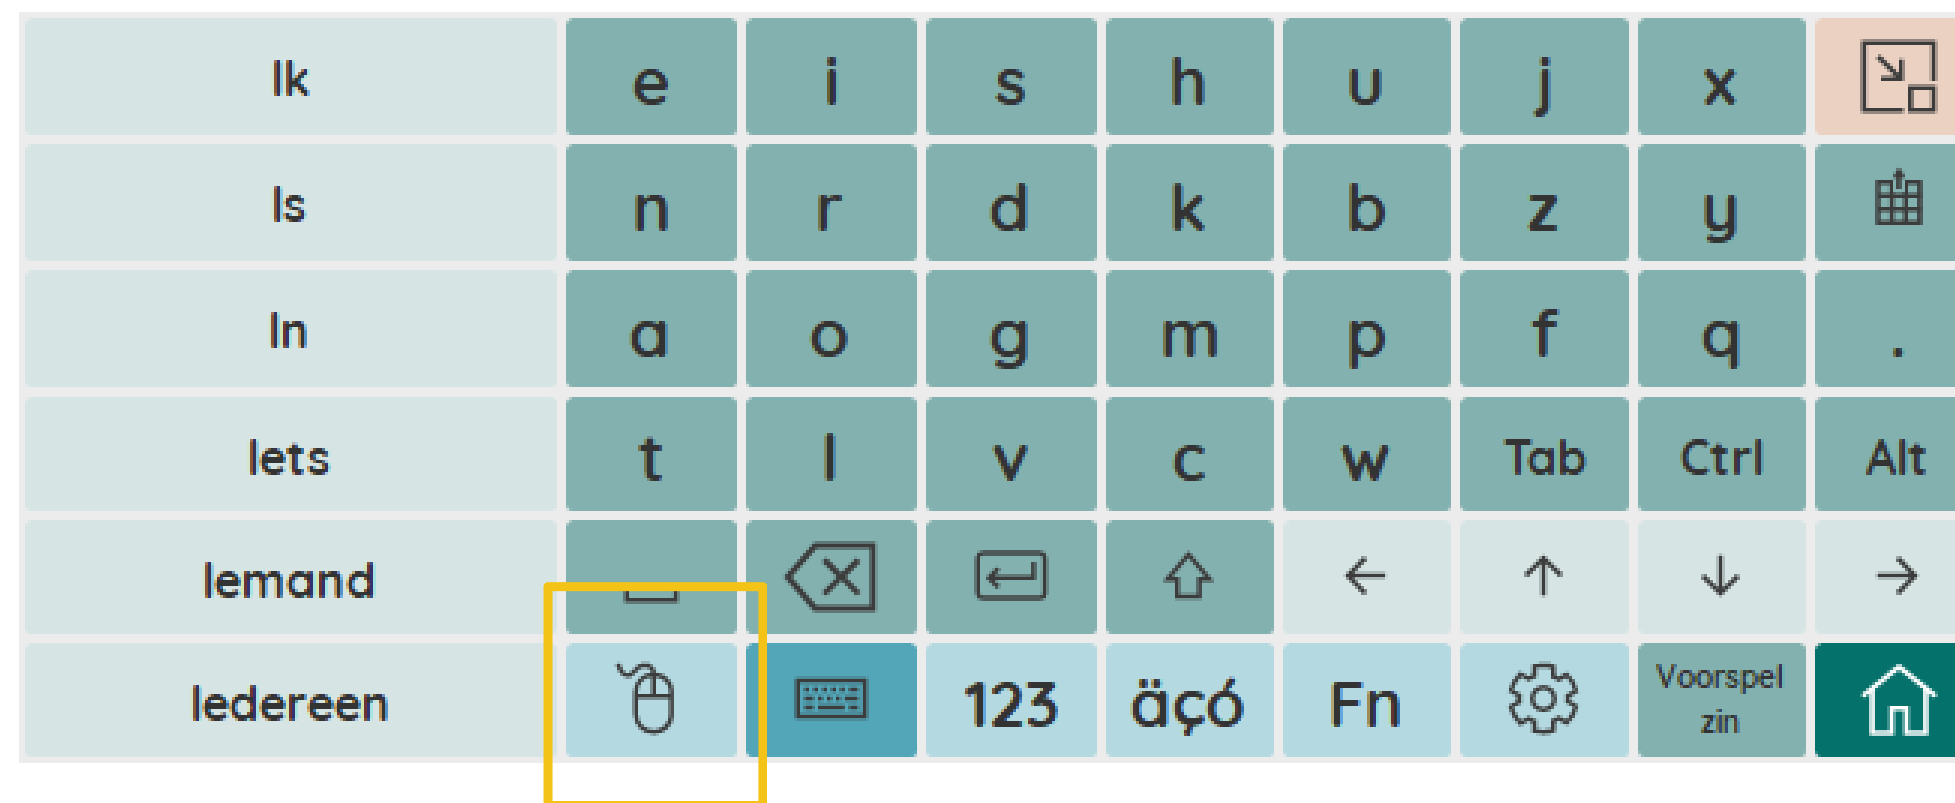 Ik e i s h u j x
Is n r d k b z y
In a o g m p f q .
Iets t l v c w Tab Ctrl Alt
Iemand
Iedereen 123 äçó Fn Voorspel
zin